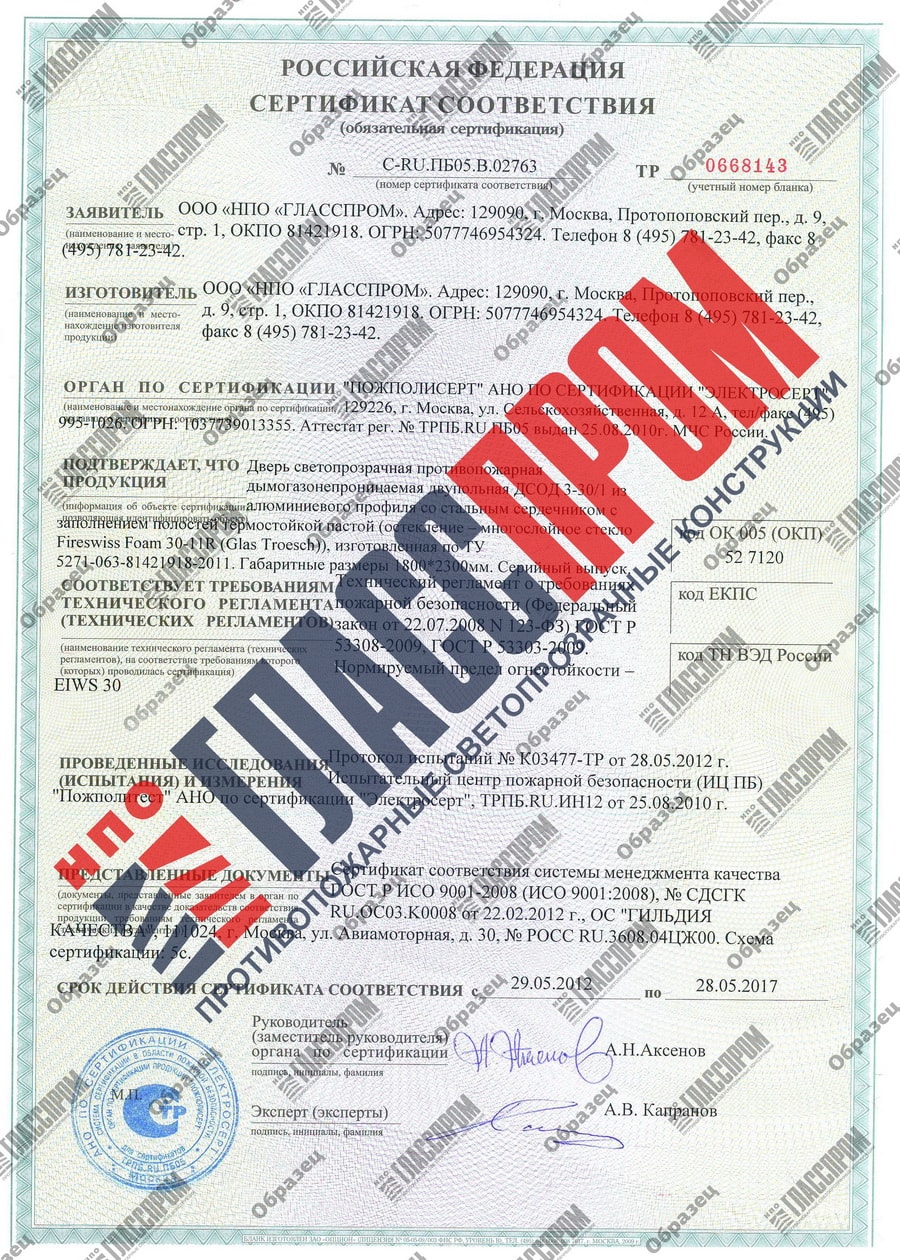 РОССИЙСКАЯ ФЕДЕРАЦИЯ
СЕРТИФИКАТ СООТВЕТСТВИЯ
(обязательная сертификация)
№ C-RU.ПБ05.В.02763
(номер сертификата соответствия)
ТР 0668143
(учетный номер бланка)
ЗАЯВИТЕЛЬ ООО «НПО «ГЛАССПРОМ». Адрес: 129090, г. Москва, Протопоповский пер., д. 9,
(наименование и место-
стр. 1, ОКПО 81421918. ОГРН: 5077746954324. Телефон 8 (495) 781-23-42, факс 8
(495) 781-23-42.
ИЗГОТОВИТЕЛЬ ООО «НПО «ГЛАССПРОМ». Адрес: 129090, г. Москва, Протопоповский пер.,
(наименование и место-
нахождение изготовителя
продукции)
д. 9, стр. 1, ОКПО 81421918. ОГРН: 5077746954324. Телефон 8 (495) 781-23-42,
факс 8 (495) 781-23-42.
ОРГАН ПО СЕРТИФИКАЦИИ "ПОЖПОЛИСЕРТ" АНО ПО СЕРТИФИКАЦИИ "ЭЛЕКТРОСЕРТ"
(наименование и местонахождение органа по сертификации,
129226, г. Москва, ул. Сельскохозяйственная, д. 12 А, тел/факс (495)
995-1026. ОГРН: 1037739013355. Аттестат рег. № ТРПБ.RU.ПБ05 выдан 25.08.2010г. МЧС России.
ПОДТВЕРЖДАЕТ, ЧТО
ПРОДУКЦИЯ
(информация об объекте сертификации,
Дверь светопрозрачная противопожарная
дымогазонепроницаемая двупольная ДСОД 3-30/1 из
алюминиевого профиля со стальным сердечником с
заполнением полостей термостойкой пастой (остекление – многослойное стекло
Fireswiss Foam 30-11R (Glas Troesch)), изготовленная по ТУ
5271-063-81421918-2011. Габаритные размеры 1800*2300мм. Серийный выпуск.
код ОК 005 (ОКП)
52 7120
код ЕКПС
код ТН ВЭД России
СООТВЕТСТВУЕТ ТРЕБОВАНИЯМ
ТЕХНИЧЕСКОГО РЕГЛАМЕНТА
(ТЕХНИЧЕСКИХ РЕГЛАМЕНТОВ)
(наименование технического регламента (технических
регламентов), на соответствие требованиям которого
(которых) проводилась сертификация)
Технический регламент о требованиях
пожарной безопасности (Федеральный
закон от 22.07.2008 N 123-ФЗ) ГОСТ Р
53308-2009, ГОСТ Р 53303-2009
Нормируемый предел огнестойкости –
EIWS 30
ПРОВЕДЕННЫЕ ИССЛЕДОВАНИЯ
(ИСПЫТАНИЯ) И ИЗМЕРЕНИЯ
Протокол испытаний № К03477-ТР от 28.05.2012 г.
Испытательный центр пожарной безопасности (ИЦ ПБ)
"Пожполитест" АНО по сертификации "Электросерт", ТРПБ.RU.ИН12 от 25.08.2010 г.
ПРЕДСТАВЛЕННЫЕ ДОКУМЕНТЫ
(документы, представленные заявителем в орган по
сертификации в качестве доказательств соответствия
продукции требованиям технического регламента
Сертификат соответствия системы менеджмента качества
ГОСТ Р ИСО 9001-2008 (ИСО 9001:2008), № СДСГК
RU.ОС03.К0008 от 22.02.2012 г., ОС "ГИЛЬДИЯ
КАЧЕСТВА", 111024, г. Москва, ул. Авиамоторная, д. 30, № РОСС RU.3608.04ЦЖ00. Схема
сертификации: 5с.
СРОК ДЕЙСТВИЯ СЕРТИФИКАТА СООТВЕТСТВИЯ с 29.05.2012 по 28.05.2017
Руководитель
(заместитель руководителя)
органа по сертификации
подпись, инициалы, фамилия
А.Н.Аксенов
М.П.
Эксперт (эксперты)
подпись, инициалы, фамилия
А.В. Капранов
АНО ПО СЕРТИФИКАЦИИ ЭЛЕКТРОСЕРТ
для сертификатов
ТРПБ.RU.ПБ05
МОСКВА
НПО ГЛАССПРОМ
ПРОТИВОПОЖАРНЫЕ СВЕТОПРОЗРАЧНЫЕ КОНСТРУКЦИИ
Образец
НПО ГЛАССПРОМ